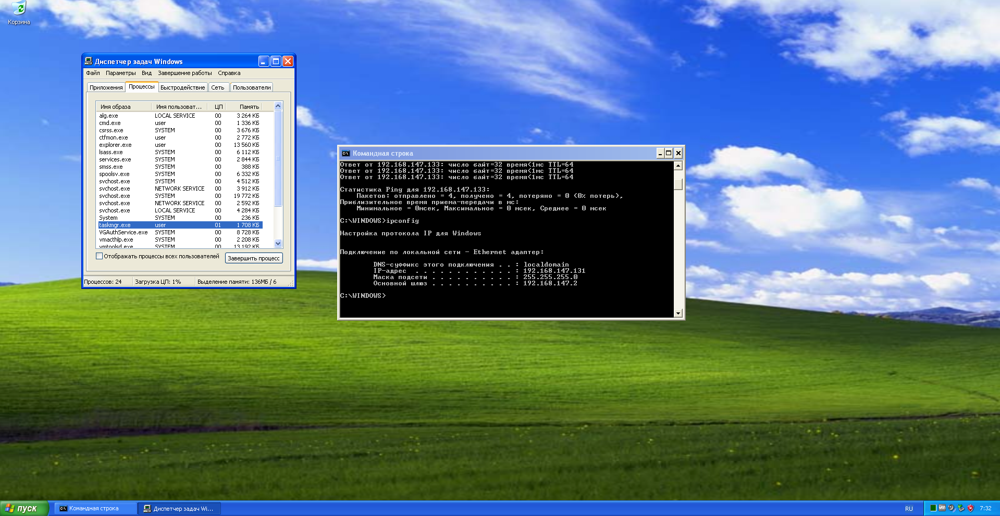 Корзина
Диспетчер задач Windows
Файл Параметры Вид Завершение работы Справка
Приложения Процессы Быстродействие Сеть Пользователи
Имя образа Имя пользоват... ЦП Память
alg.exe LOCAL SERVICE 00 3 264 КБ
cmd.exe user 00 1 336 КБ
csrss.exe SYSTEM 00 3 676 КБ
ctfmon.exe user 00 2 772 КБ
explorer.exe user 00 13 560 КБ
lsass.exe SYSTEM 00 6 112 КБ
services.exe SYSTEM 00 2 844 КБ
smss.exe SYSTEM 00 388 КБ
spoolsv.exe SYSTEM 00 6 332 КБ
svchost.exe SYSTEM 00 4 512 КБ
svchost.exe NETWORK SERVICE 00 3 912 КБ
svchost.exe SYSTEM 00 19 772 КБ
svchost.exe NETWORK SERVICE 00 2 592 КБ
svchost.exe LOCAL SERVICE 00 4 284 КБ
System SYSTEM 00 236 КБ
taskmgr.exe user 01 1 708 КБ
VGAuthService.exe SYSTEM 00 8 728 КБ
vmacthlp.exe SYSTEM 00 2 208 КБ
vmtoolsd.exe SYSTEM 00 13 192 КБ
Отображать процессы всех пользователей Завершить процесс
Процессов: 24 Загрузка ЦП: 1% Выделение памяти: 136МБ / 6
Командная строка
Ответ от 192.168.147.133: число байт=32 время<1мс TTL=64
Ответ от 192.168.147.133: число байт=32 время<1мс TTL=64
Ответ от 192.168.147.133: число байт=32 время<1мс TTL=64
Статистика Ping для 192.168.147.133:
Пакетов: отправлено = 4, получено = 4, потеряно = 0 (0% потерь),
Приблизительное время приема-передачи в мс:
Минимальное = 0мсек, Максимальное = 0 мсек, Среднее = 0 мсек
C:\WINDOWS>ipconfig
Настройка протокола IP для Windows
Подключение по локальной сети - Ethernet адаптер:
DNS-суффикс этого подключения . . : localdomain
IP-адрес . . . . . . . . . . . . : 192.168.147.131
Маска подсети . . . . . . . . . . : 255.255.255.0
Основной шлюз . . . . . . . . . . : 192.168.147.2
C:\WINDOWS>
пуск Командная строка Диспетчер задач Wi... RU vm 7:32